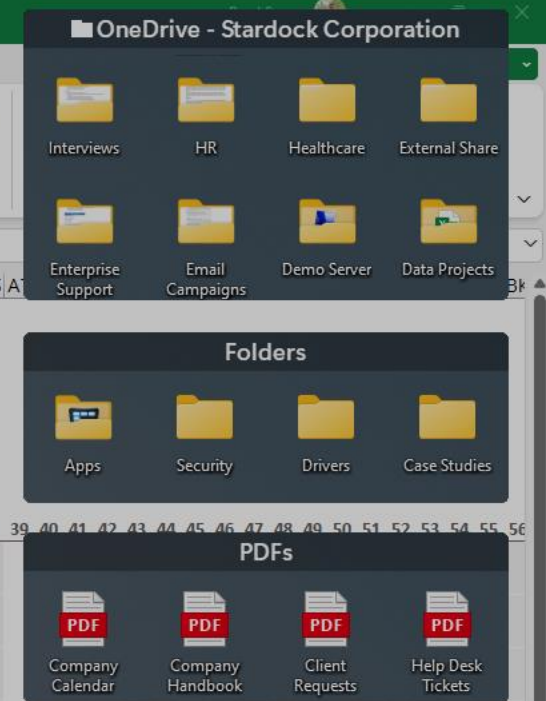 OneDrive - Stardock Corporation
Interviews HR Healthcare External Share
Enterprise Support Email Campaigns Demo Server Data Projects
BK
Folders
Apps Security Drivers Case Studies
39 40 41 42 43 44 45 46 47 48 49 50 51 52 53 54 55 56
PDFs
PDF PDF PDF PDF
Company Calendar Company Handbook Client Requests Help Desk Tickets